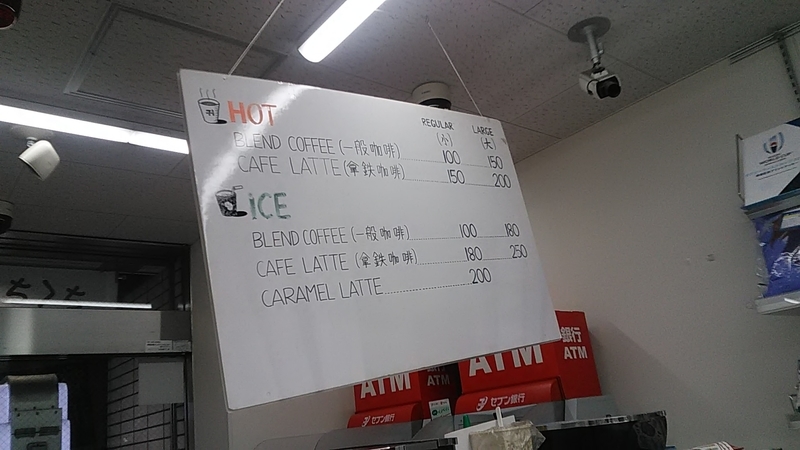 HOT
REGULAR LARGE
(小) (大)
BLEND COFFEE (一般咖啡) 100 150
CAFE LATTE (拿鉄咖啡) 150 200
ICE
BLEND COFFEE (一般咖啡) 100 180
CAFE LATTE (拿鉄咖啡) 180 250
CARAMEL LATTE 200
銀行
ATM ATM ATM
セブン銀行 セブン銀行